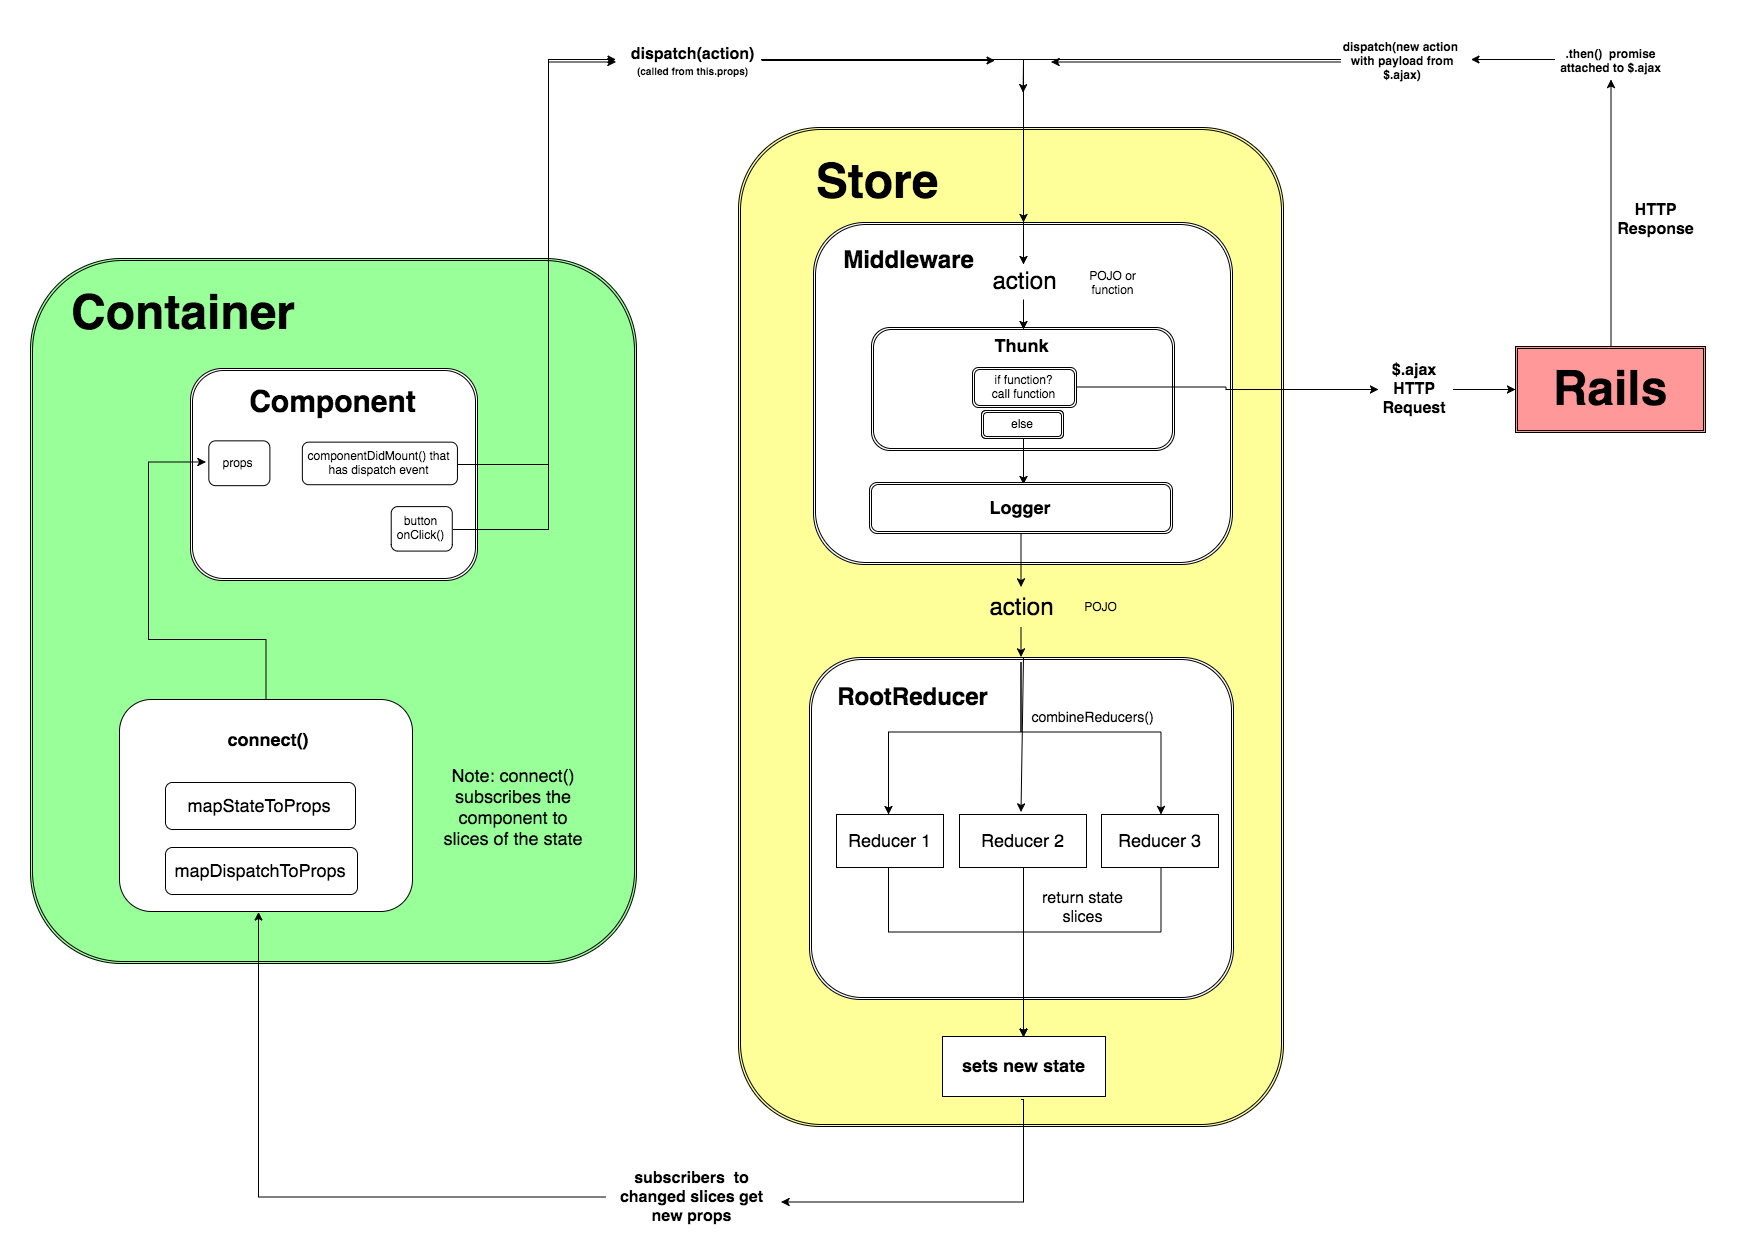 dispatch(action)
(called from this.props)
dispatch(new action
with payload from
$.ajax)
.then()  promise
attached to $.ajax
Store
HTTP
Response
Middleware
action
POJO or
function
Container
Thunk
if function?
call function
else
$.ajax
HTTP
Request
Rails
Component
props
componentDidMount() that
has dispatch event
button
onClick()
Logger
action
POJO
RootReducer
combineReducers()
connect()
mapStateToProps
mapDispatchToProps
Note: connect()
subscribes the
component to
slices of the state
Reducer 1
Reducer 2
Reducer 3
return state
slices
sets new state
subscribers  to
changed slices get
new props